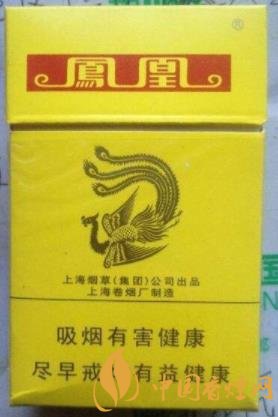 鳳凰
®
上海烟草(集团)公司出品
上海卷烟厂制造
吸烟有害健康
尽早戒烟有益健康
中国香烟网